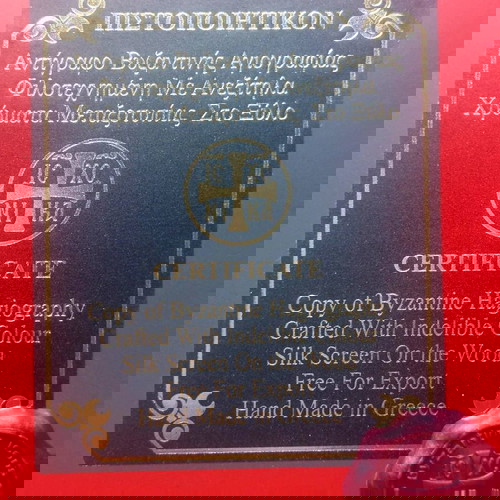 ΠΙΣΤΟΠΟΙΗΤΙΚΟΝ
Αντίγραφο Βυζαντινής Αγιογραφίας
Φιλοτεχνημένη Με Ανεξίτηλα
Χρώματα Μεταξοτυπίας Στο Ξύλο
IC XC
NI
CERTIFICATE
Copy of Byzantine Hagiography
Crafted With Indelible Colour
Silk Screen On the Wood
Free For Export
Hand Made in Greece